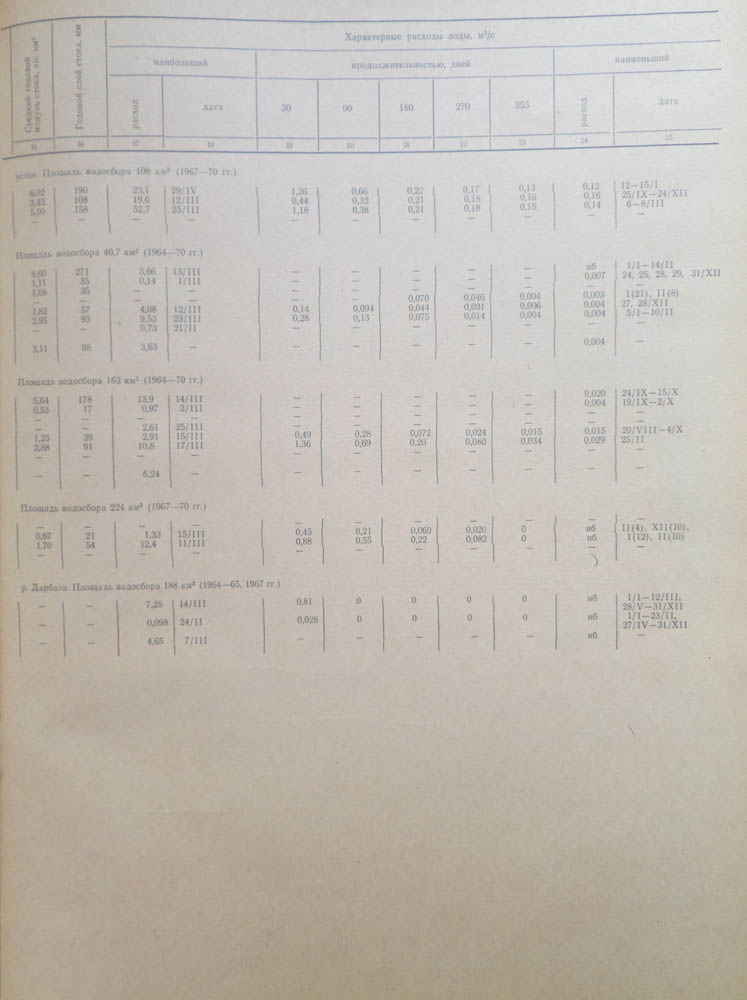 Средний годовой модуль стока, л/с. км²
Годовой слой стока, мм
Характерные расходы воды, м³/с
наибольший
продолжительностью, дней
наименьший
расход дата 30 90 180 270 355 расход дата
15 16 17 18 19 20 21 22 23 24 25
устья. Площадь водосбора 108 км² (1967—70 гг.)
6,02 190 23,1 29/IV 1,26 0,66 0,22 0,17 0,13 0,12 12—15/I
3,43 108 19,0 12/III 0,44 0,32 0,21 0,18 0,16 0,16 25/IX—24/XII
5,00 158 52,7 23/III 1,18 0,38 0,21 0,18 0,15 0,14 6—8/III
— — — — — — — — — — —
Площадь водосбора 40,7 км² (1964—70 гг.)
8,60 271 3,66 13/III — — — — — нб 1/I—14/II
1,11 35 0,14 1/III — — — — — 0,007 24, 25, 28, 29, 31/XII
1,08 35 — — — — — — — — —
— — — — — — 0,070 0,046 0,004 0,003 I(21), II(8)
1,82 57 4,08 12/III 0,14 0,094 0,044 0,031 0,006 0,004 27, 28/XII
2,95 93 9,53 23/III 0,28 0,13 0,075 0,014 0,004 0,004 5/I—10/II
— — 0,73 21/II — — — — — — —
3,11 98 3,63 — — — — — — 0,004 —
Площадь водосбора 163 км² (1964—70 гг.)
5,64 178 13,9 14/III — — — — — 0,020 24/IX—15/X
0,53 17 0,97 3/III — — — — — 0,004 19/IX—2/X
— — — — — — — — — — —
— — 2,61 25/III — — — — — — —
1,23 39 2,91 15/III 0,49 0,28 0,072 0,024 0,015 0,015 20/VIII—4/X
2,88 91 10,8 17/III 1,36 0,69 0,20 0,080 0,034 0,029 25/II
— — — — — — — — — — —
— — 6,24 — — — — — — — —
Площадь водосбора 224 км² (1967—70 гг.)
— — — — — — — — — — —
0,67 21 1,33 15/III 0,45 0,21 0,060 0,020 0 нб II(4), XII(10),
1,70 54 12,4 11/III 0,88 0,55 0,22 0,082 0 нб I(12), II(10)
— — — — — — — — — — —
р. Дарбаза. Площадь водосбора 188 км² (1964—65, 1967 гг.)
— — 7,28 14/III 0,81 0 0 0 0 нб 1/I—12/III,
28/V—31/XII
— — 0,098 24/II 0,028 0 0 0 0 нб 1/I—23/II,
27/IV—31/XII
— — 4,65 7/III — — — — — нб —